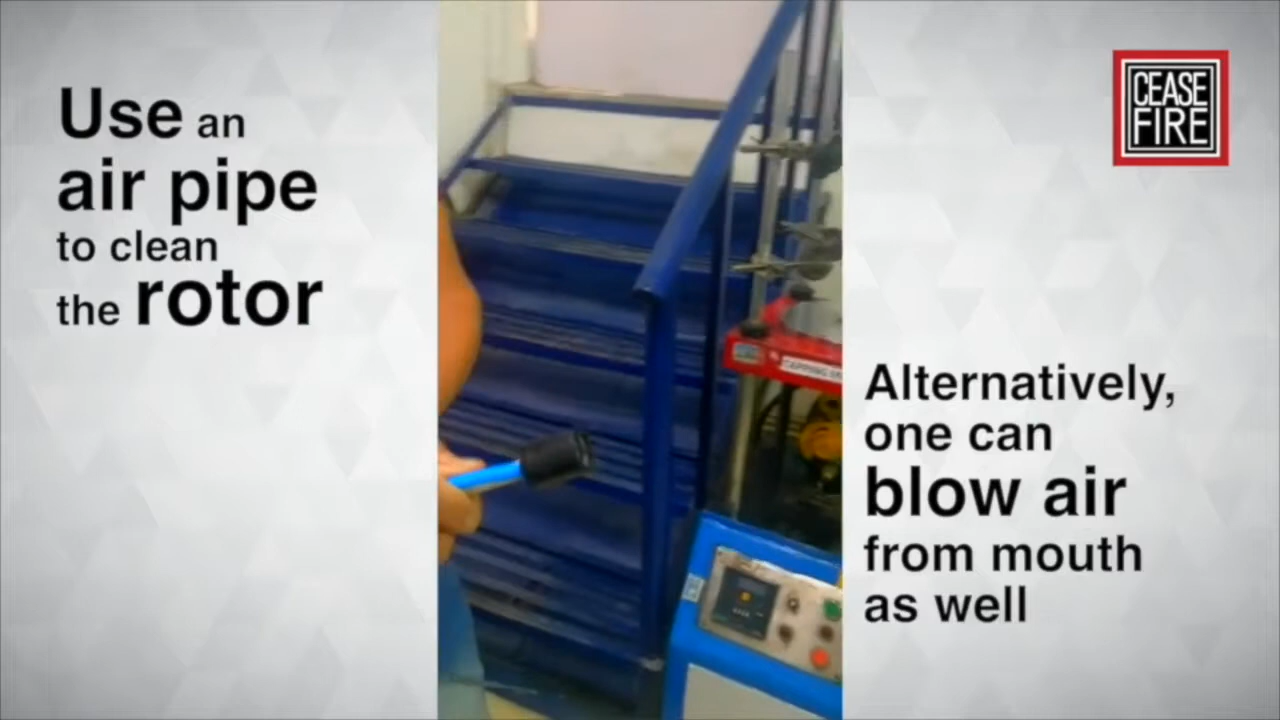 Use an
air pipe
to clean
the rotor
CEASE
FIRE
Alternatively,
one can
blow air
from mouth
as well